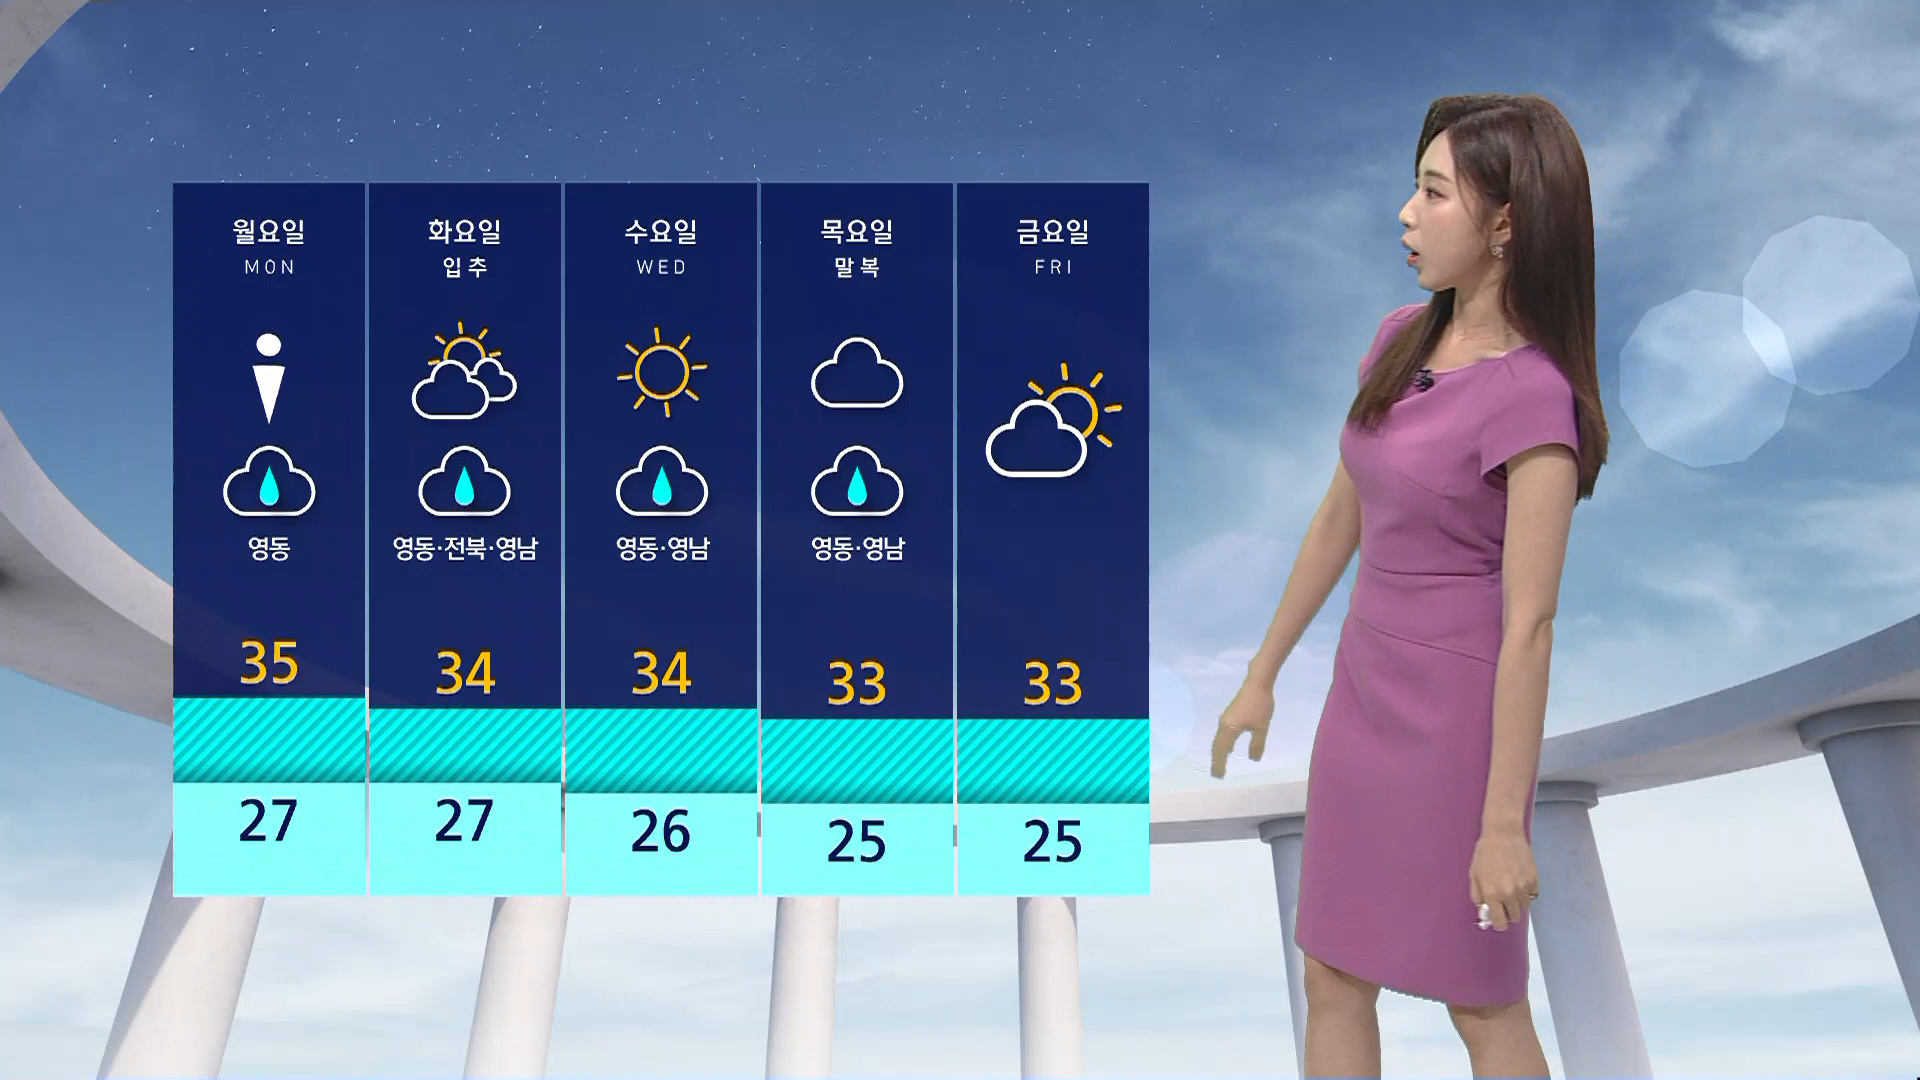 월요일
MON
영동
35
27
화요일
입추
영동·전북·영남
34
27
수요일
WED
영동·영남
34
26
목요일
말복
영동·영남
33
25
금요일
FRI
33
25